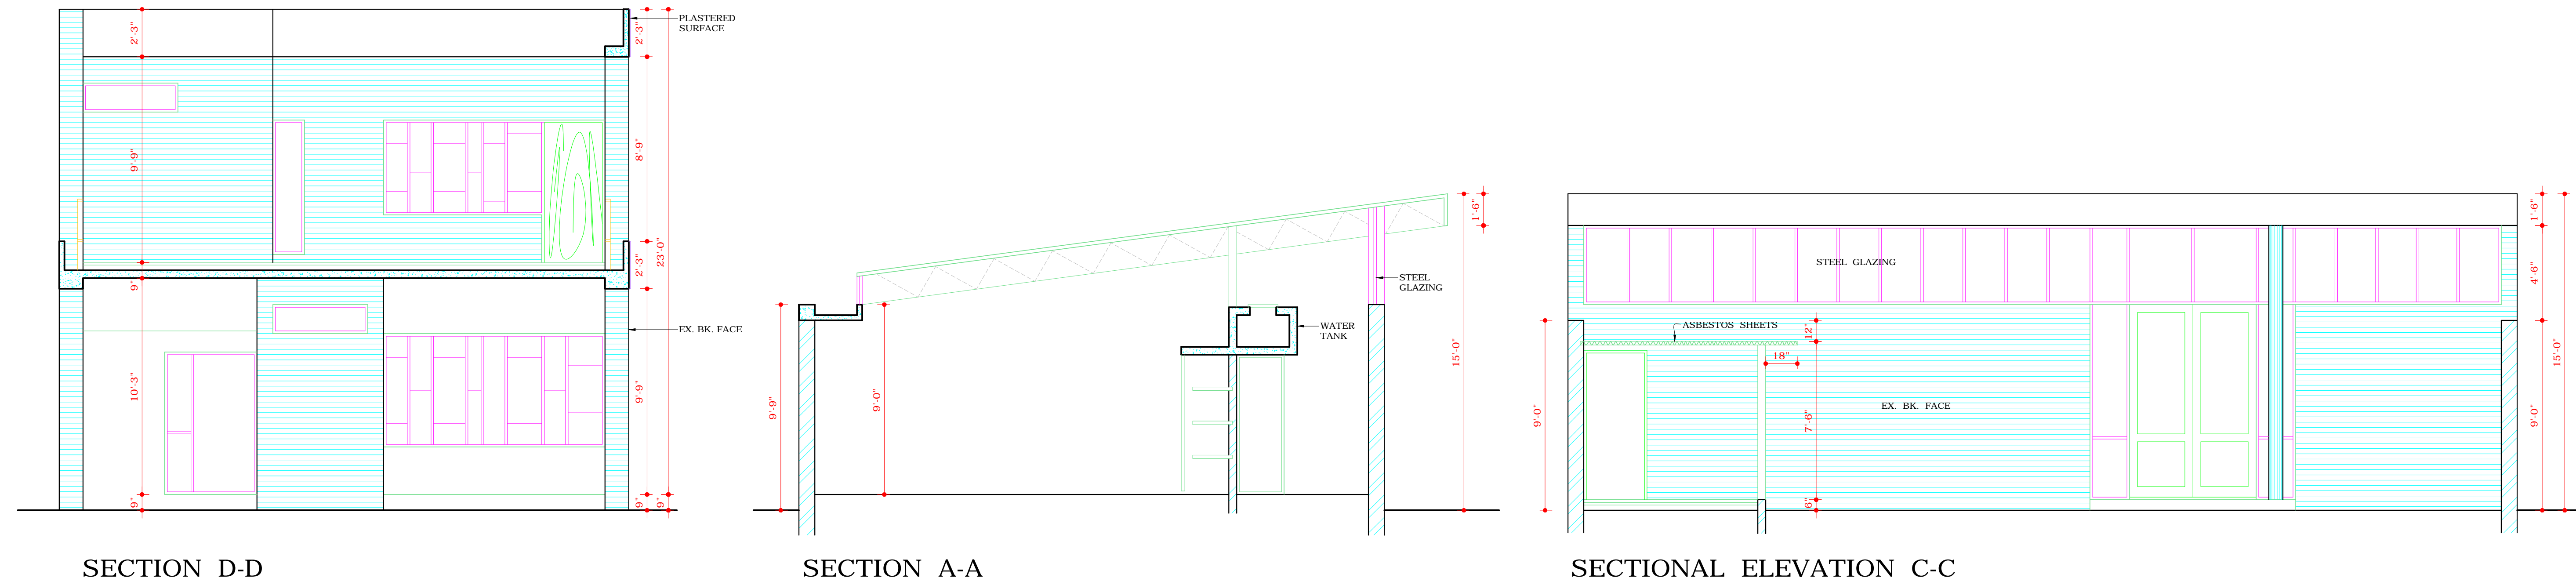 2'-3"
2'-3"
PLASTERED
SURFACE
9'-9"
8'-9"
2'-3"
23'-0"
9"
EX. BK. FACE
10'-3"
9'-9"
9"
9"
9"
SECTION D-D
1'-6"
STEEL
GLAZING
WATER
TANK
9'-9"
9'-0"
15'-0"
SECTION A-A
1'-6"
STEEL GLAZING
4'-6"
ASBESTOS SHEETS
12"
18"
15'-0"
9'-0"
7'-6"
EX. BK. FACE
9'-0"
6"
SECTIONAL ELEVATION C-C